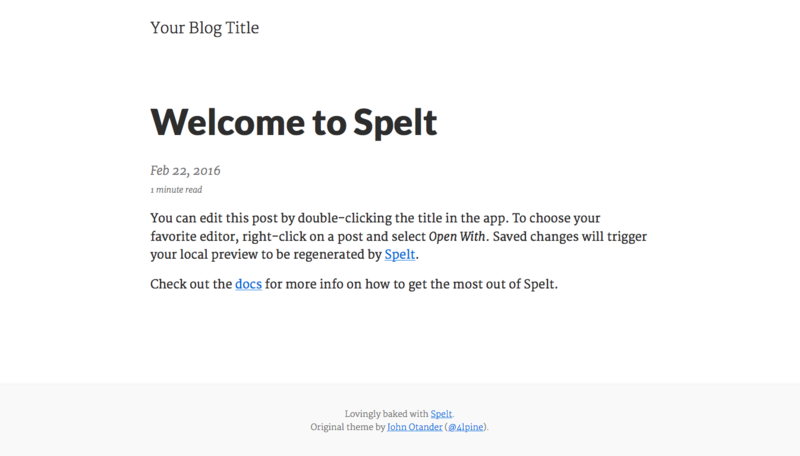 Your Blog Title
Welcome to Spelt
Feb 22, 2016
1 minute read
You can edit this post by double-clicking the title in the app. To choose your
favorite editor, right-click on a post and select Open With. Saved changes will trigger
your local preview to be regenerated by Spelt.
Check out the docs for more info on how to get the most out of Spelt.
Lovingly baked with Spelt.
Original theme by John Otander (@4lpine).